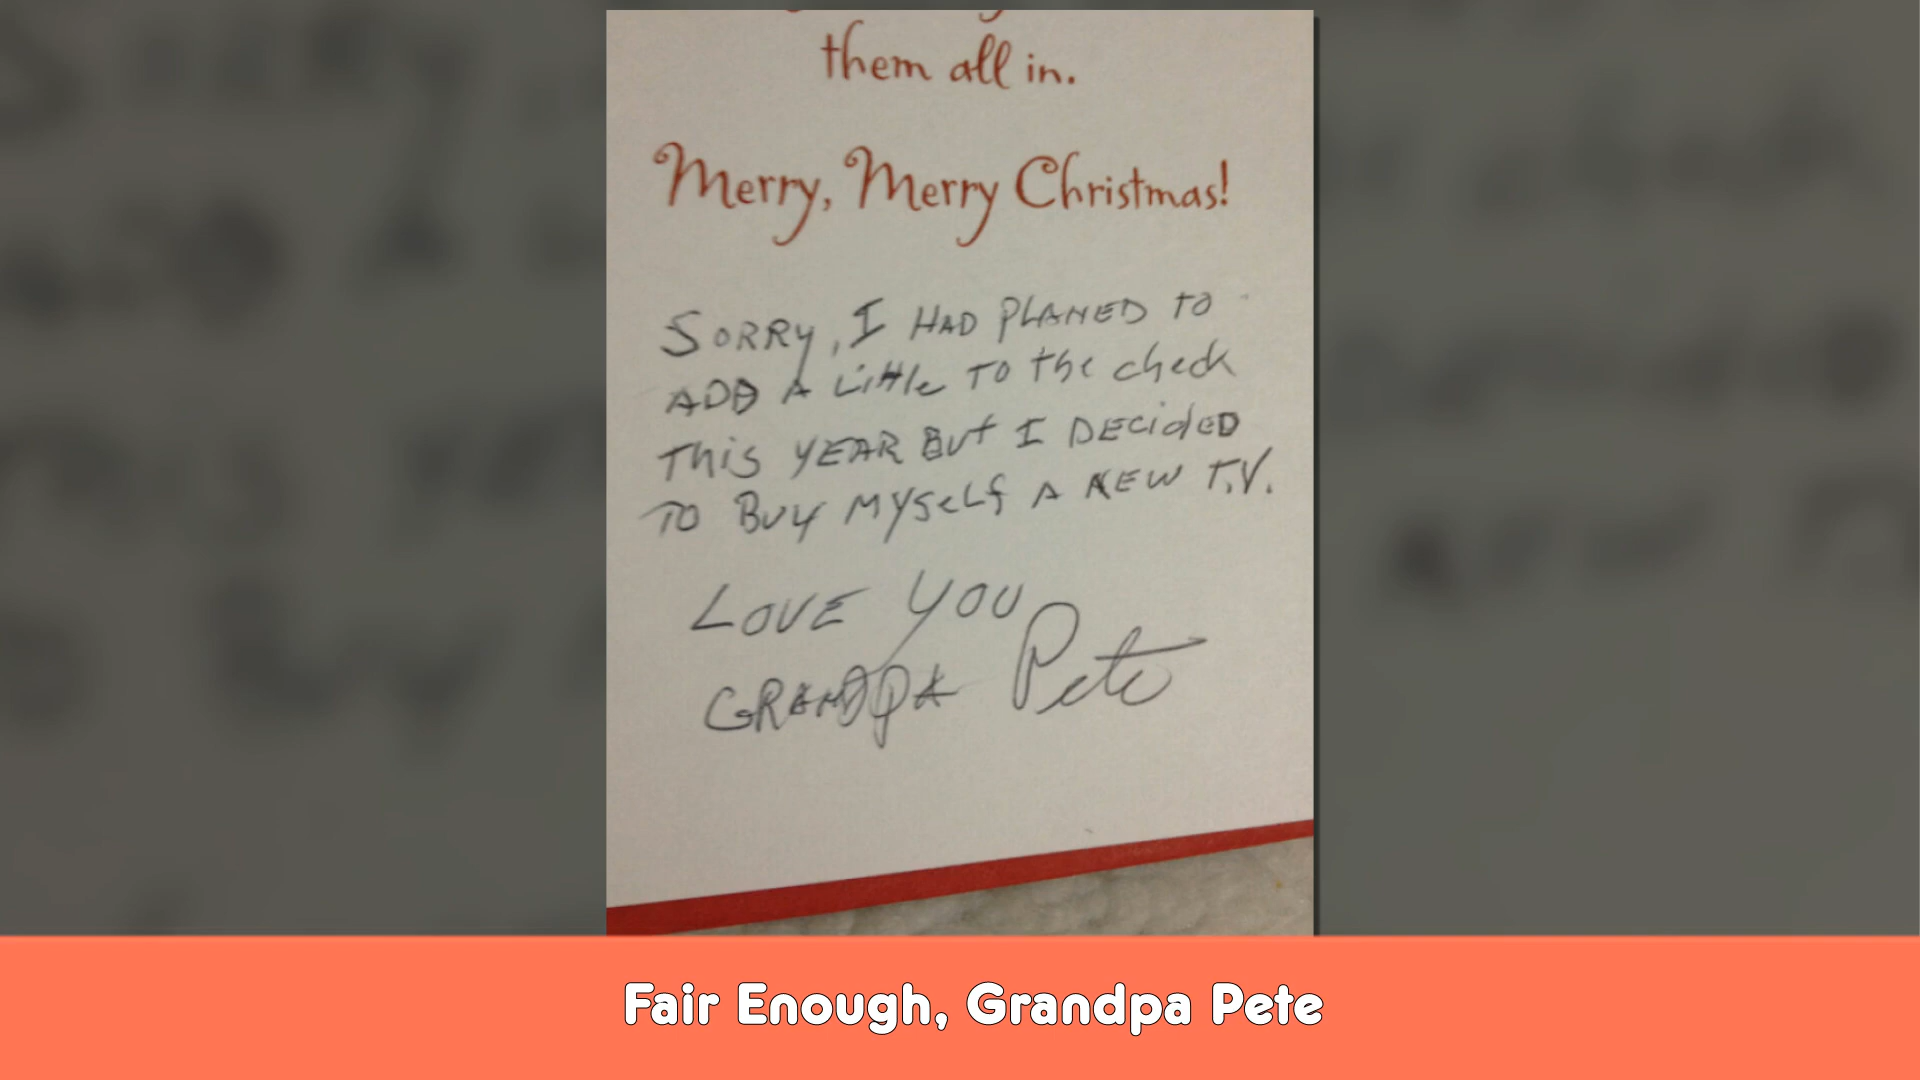 them all in.
Merry, Merry Christmas!
SORRY, I HAD PLANED TO
ADD A Little TO the check
This YEAR But I DEcidED
TO Buy MYSeLf A NEW T.V.
LOVE YOU
GRANDPA Pete
Fair Enough, Grandpa Pete